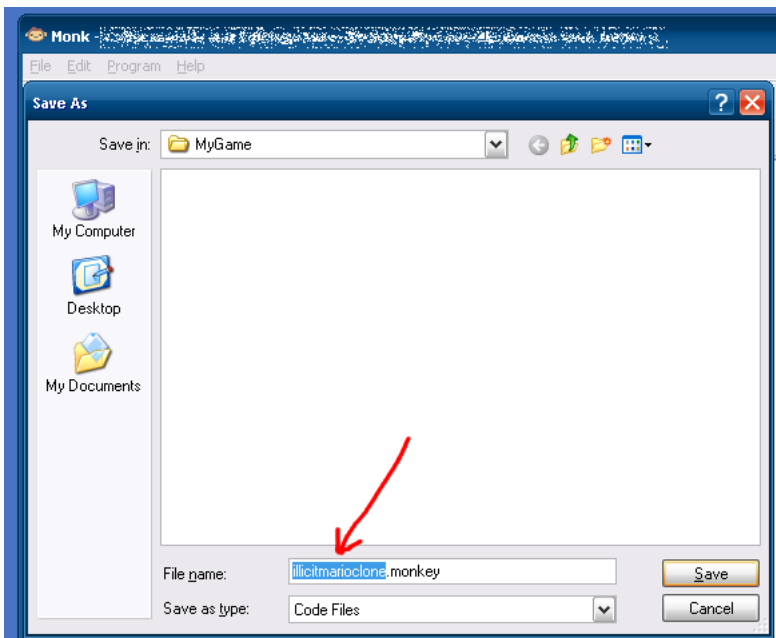 Monk -
File Edit Program Help
Save As
Save in: MyGame
My Computer
Desktop
My Documents
File name: illicitmarioclone.monkey Save
Save as type: Code Files Cancel